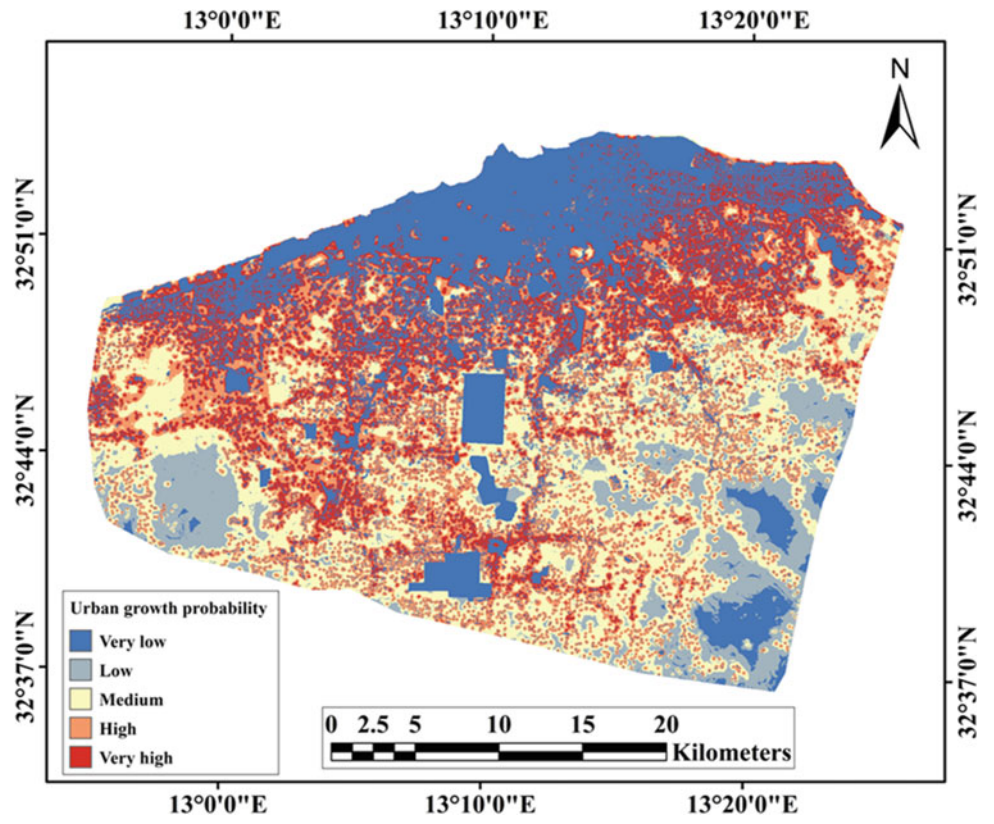 13°0'0"E 13°10'0"E 13°20'0"E
N
32°51'0"N
32°51'0"N
32°44'0"N
32°44'0"N
32°37'0"N
32°37'0"N
Urban growth probability
Very low
Low
Medium
High
Very high
0 2.5 5 10 15 20
Kilometers
13°0'0"E 13°10'0"E 13°20'0"E